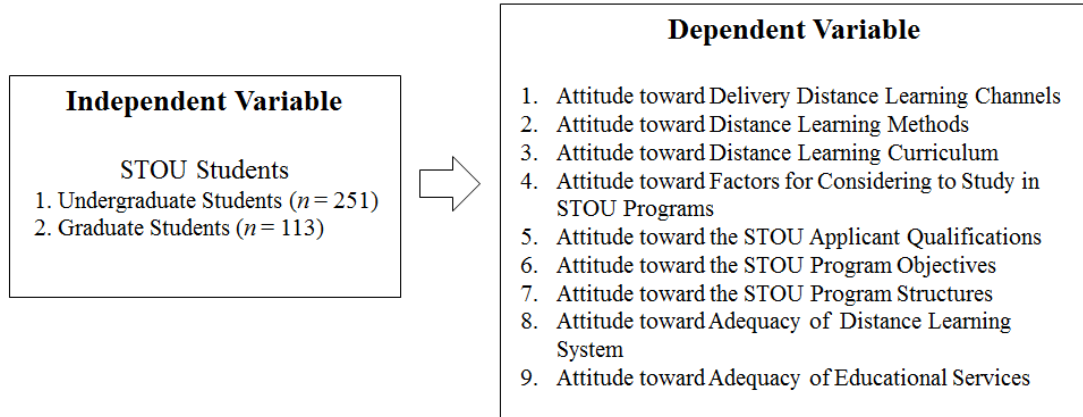 Independent Variable
STOU Students
1. Undergraduate Students (n = 251)
2. Graduate Students (n = 113)
Dependent Variable
1. Attitude toward Delivery Distance Learning Channels
2. Attitude toward Distance Learning Methods
3. Attitude toward Distance Learning Curriculum
4. Attitude toward Factors for Considering to Study in
STOU Programs
5. Attitude toward the STOU Applicant Qualifications
6. Attitude toward the STOU Program Objectives
7. Attitude toward the STOU Program Structures
8. Attitude toward Adequacy of Distance Learning
System
9. Attitude toward Adequacy of Educational Services